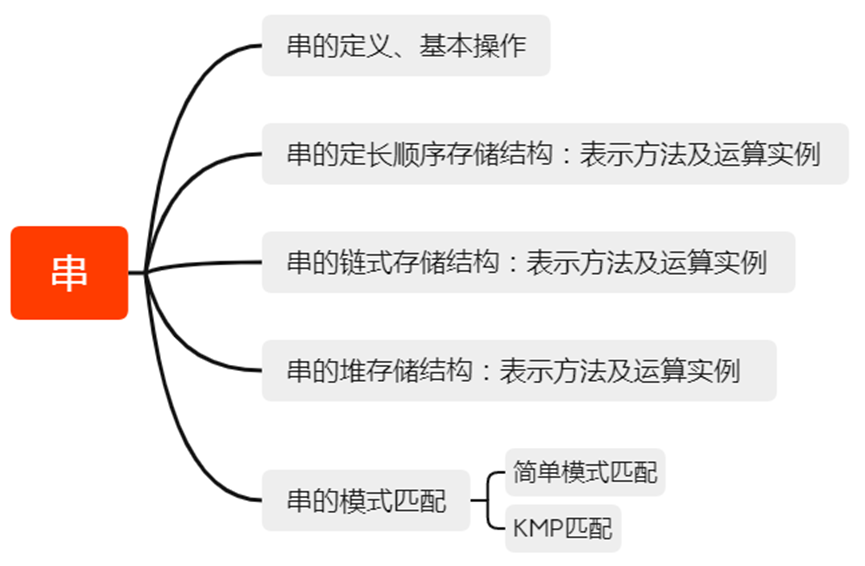 串
串的定义、基本操作
串的定长顺序存储结构：表示方法及运算实例
串的链式存储结构：表示方法及运算实例
串的堆存储结构：表示方法及运算实例
串的模式匹配
简单模式匹配
KMP匹配